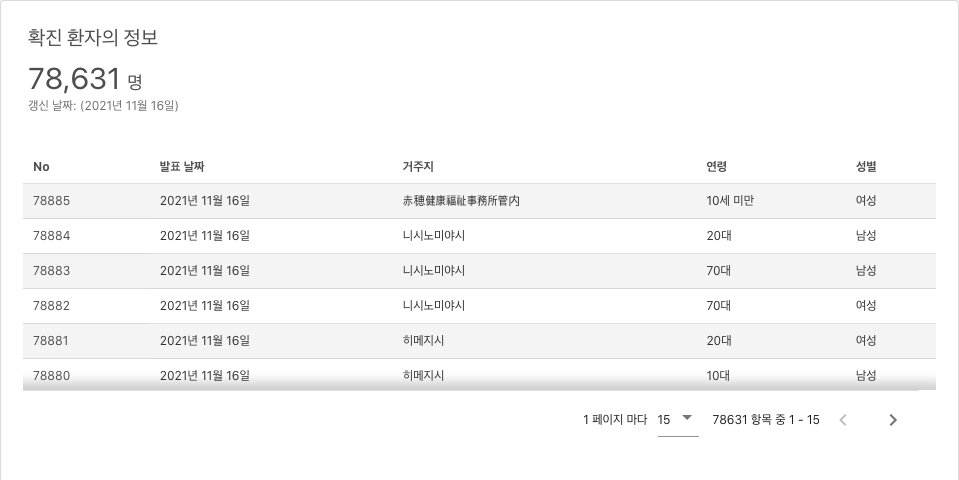 확진 환자의 정보
78,631 명
갱신 날짜: (2021년 11월 16일)
No 발표 날짜 거주지 연령 성별
78885 2021년 11월 16일 赤穂健康福祉事務所管内 10세 미만 여성
78884 2021년 11월 16일 니시노미야시 20대 남성
78883 2021년 11월 16일 니시노미야시 70대 남성
78882 2021년 11월 16일 니시노미야시 70대 여성
78881 2021년 11월 16일 히메지시 20대 여성
78880 2021년 11월 16일 히메지시 10대 남성
1 페이지 마다 15 78631 항목 중 1 - 15